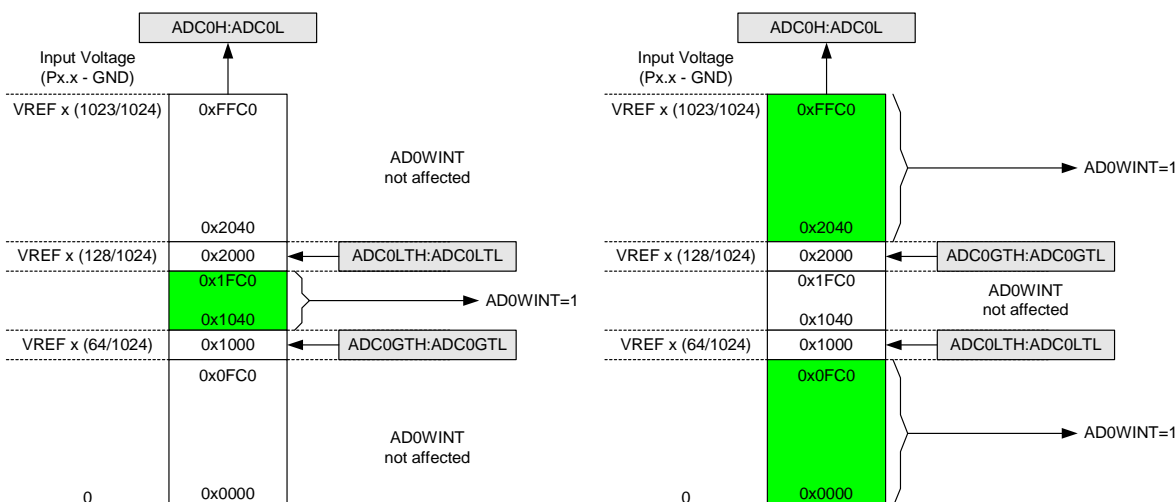 ADC0H:ADC0L
Input Voltage
(Px.x - GND)
VREF x (1023/1024)
0xFFC0
AD0WINT
not affected
0x2040
VREF x (128/1024)
0x2000
ADC0LTH:ADC0LTL
0x1FC0
AD0WINT=1
0x1040
VREF x (64/1024)
0x1000
ADC0GTH:ADC0GTL
0x0FC0
AD0WINT
not affected
0
0x0000
ADC0H:ADC0L
Input Voltage
(Px.x - GND)
VREF x (1023/1024)
0xFFC0
AD0WINT=1
0x2040
VREF x (128/1024)
0x2000
ADC0GTH:ADC0GTL
0x1FC0
AD0WINT
not affected
0x1040
VREF x (64/1024)
0x1000
ADC0LTH:ADC0LTL
0x0FC0
AD0WINT=1
0
0x0000